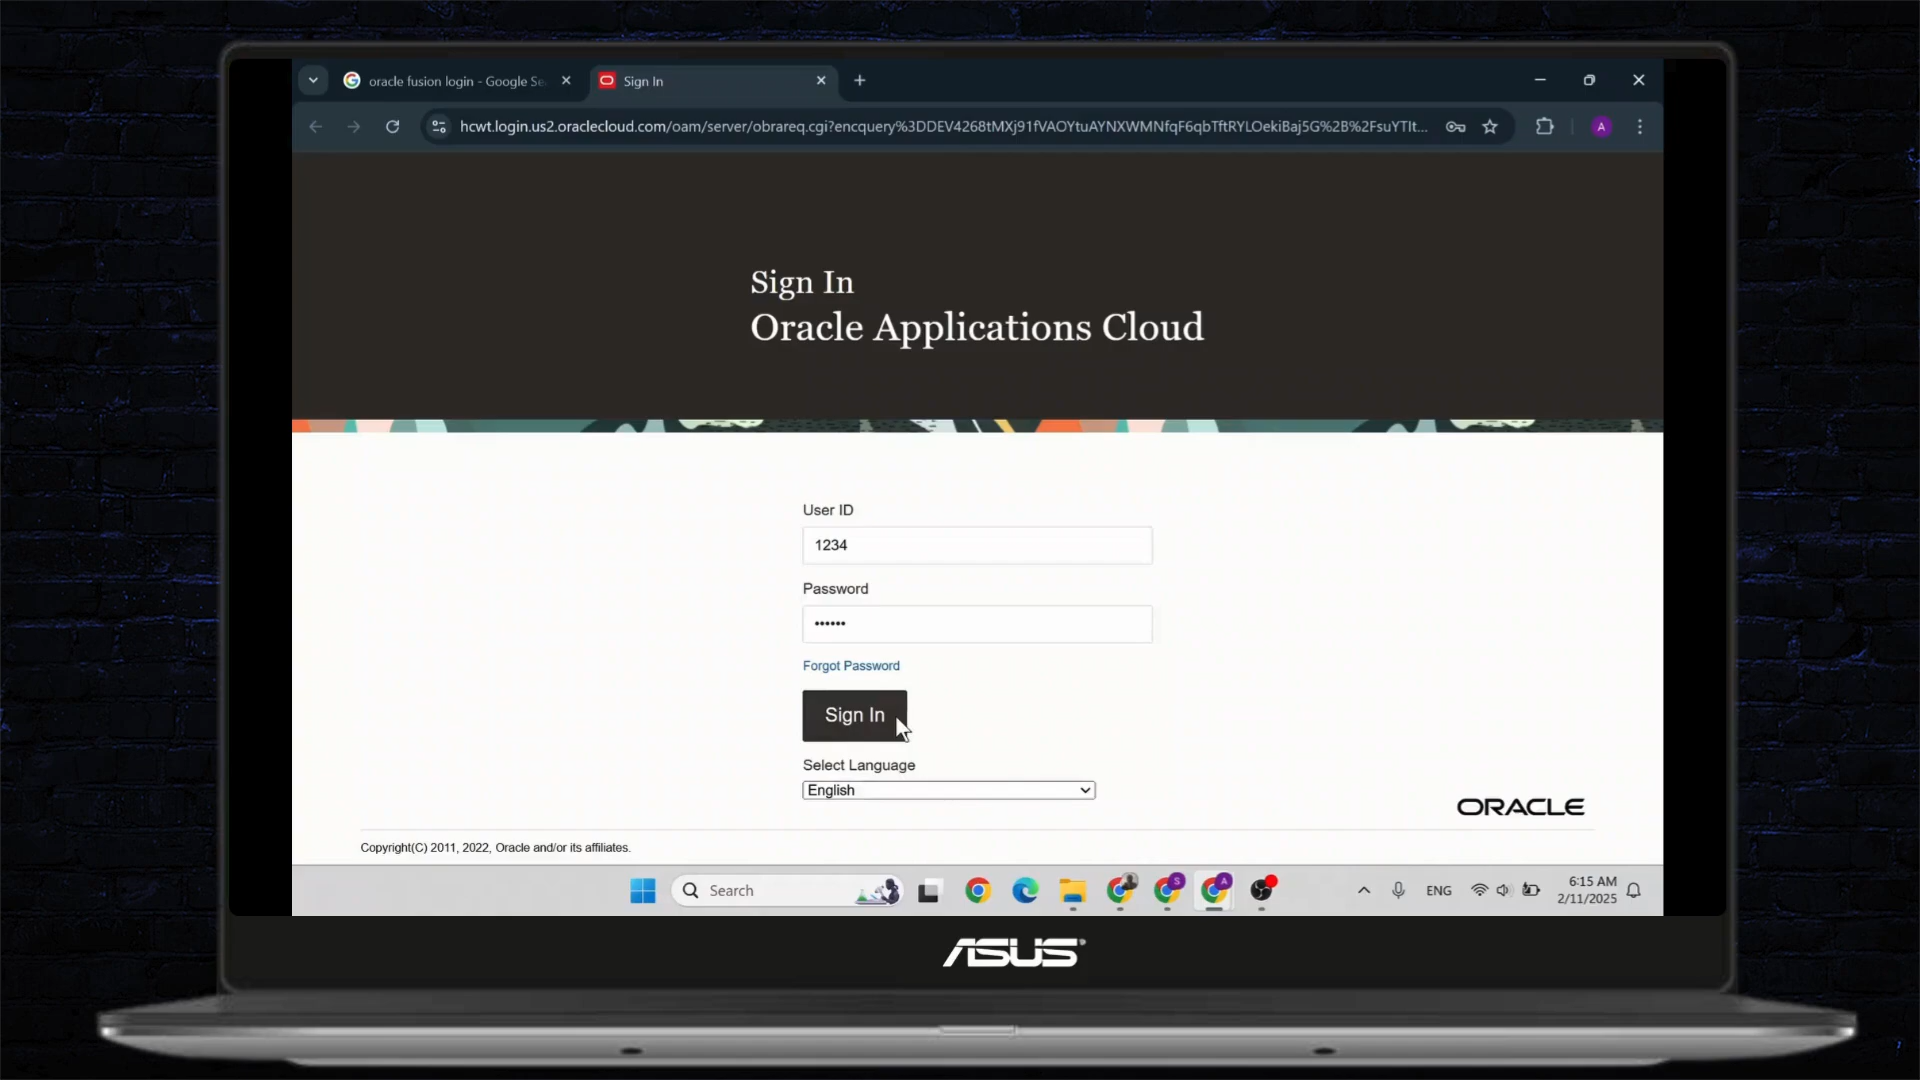 oracle fusion login - Google Se
Sign In
hcwt.login.us2.oraclecloud.com/oam/server/obrareq.cgi?encquery%3DDEV4268tMXj91fVAOYtuAYNXWMNfqF6qbTftRYLOekiBaj5G%2B%2FsuYTIt...
A
Sign In
Oracle Applications Cloud
User ID
1234
Password
••••••
Forgot Password
Sign In
Select Language
English
ORACLE
Copyright(C) 2011, 2022, Oracle and/or its affiliates.
Search
S
A
ENG
6:15 AM
2/11/2025
ASUS